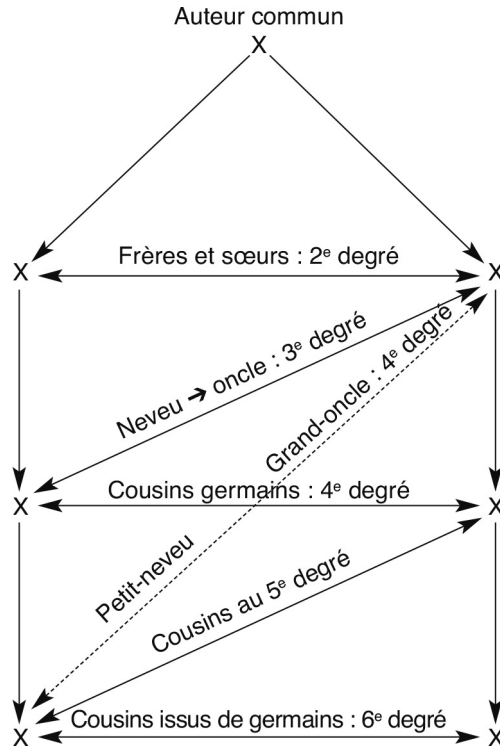 Auteur commun
X
X
Frères et sœurs : 2e degré
X
Neveu ➔ oncle : 3e degré
Grand-oncle : 4e degré
X
Cousins germains : 4e degré
X
Petit-neveu
Cousins au 5e degré
X
Cousins issus de germains : 6e degré
X